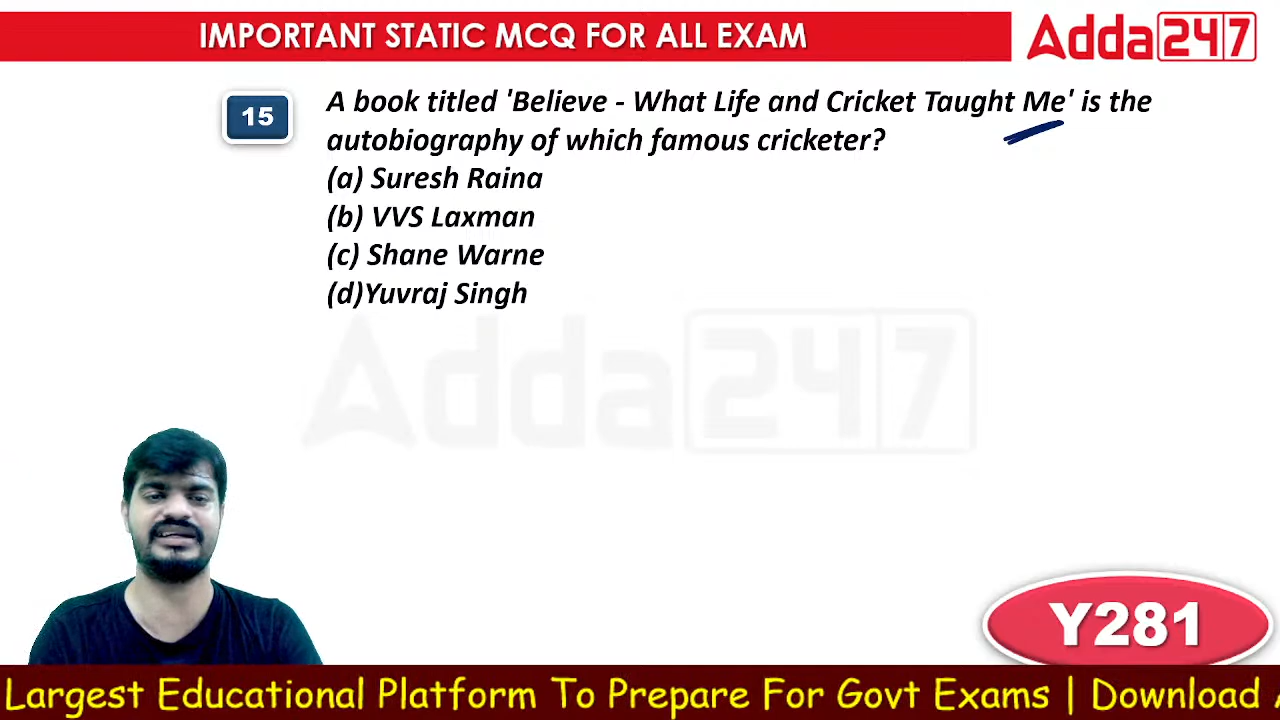 IMPORTANT STATIC MCQ FOR ALL EXAM
Adda247
15
A book titled 'Believe - What Life and Cricket Taught Me' is the
autobiography of which famous cricketer?
(a) Suresh Raina
(b) VVS Laxman
(c) Shane Warne
(d)Yuvraj Singh
Adda247
Y281
Largest Educational Platform To Prepare For Govt Exams | Download